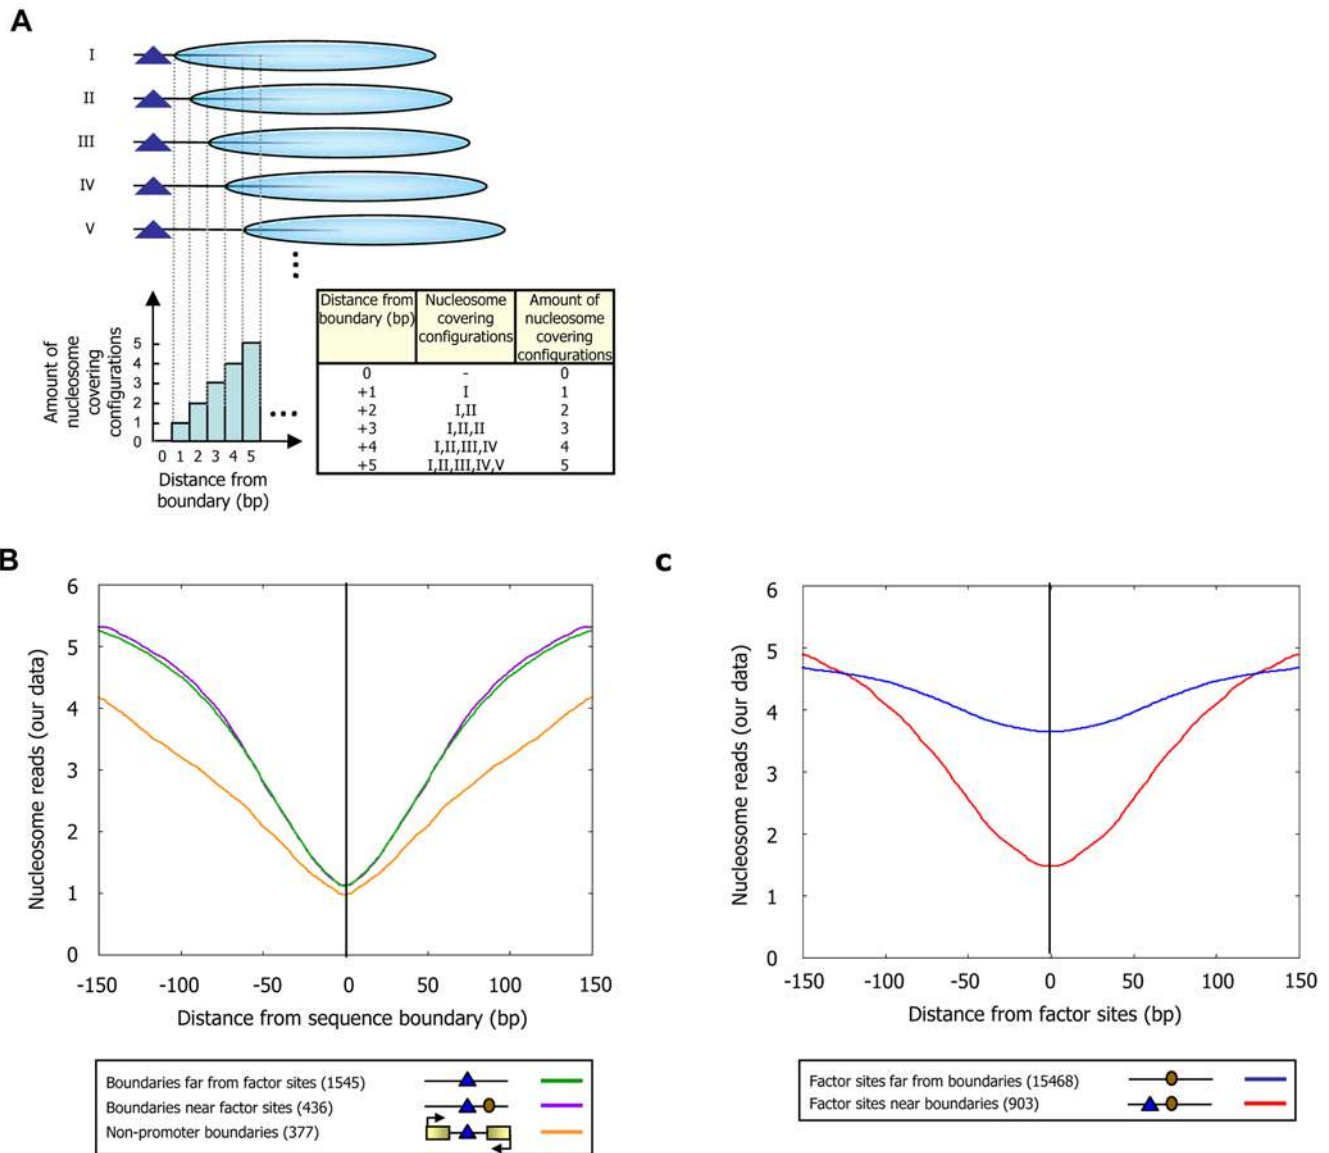 A
I
II
III
IV
V
Amount of
nucleosome
covering
configurations
5
4
3
2
1
0
0 1 2 3 4 5
Distance from
boundary (bp)
Distance from
boundary (bp)
Nucleosome
covering
configurations
Amount of
nucleosome
covering
configurations
0 - 0
+1 I 1
+2 I,II 2
+3 I,II,II 3
+4 I,II,III,IV 4
+5 I,II,III,IV,V 5
B
Nucleosome reads (our data)
6
5
4
3
2
1
0
-150 -100 -50 0 50 100 150
Distance from sequence boundary (bp)
Boundaries far from factor sites (1545)
Boundaries near factor sites (436)
Non-promoter boundaries (377)
C
Nucleosome reads (our data)
6
5
4
3
2
1
0
-150 -100 -50 0 50 100 150
Distance from factor sites (bp)
Factor sites far from boundaries (15468)
Factor sites near boundaries (903)